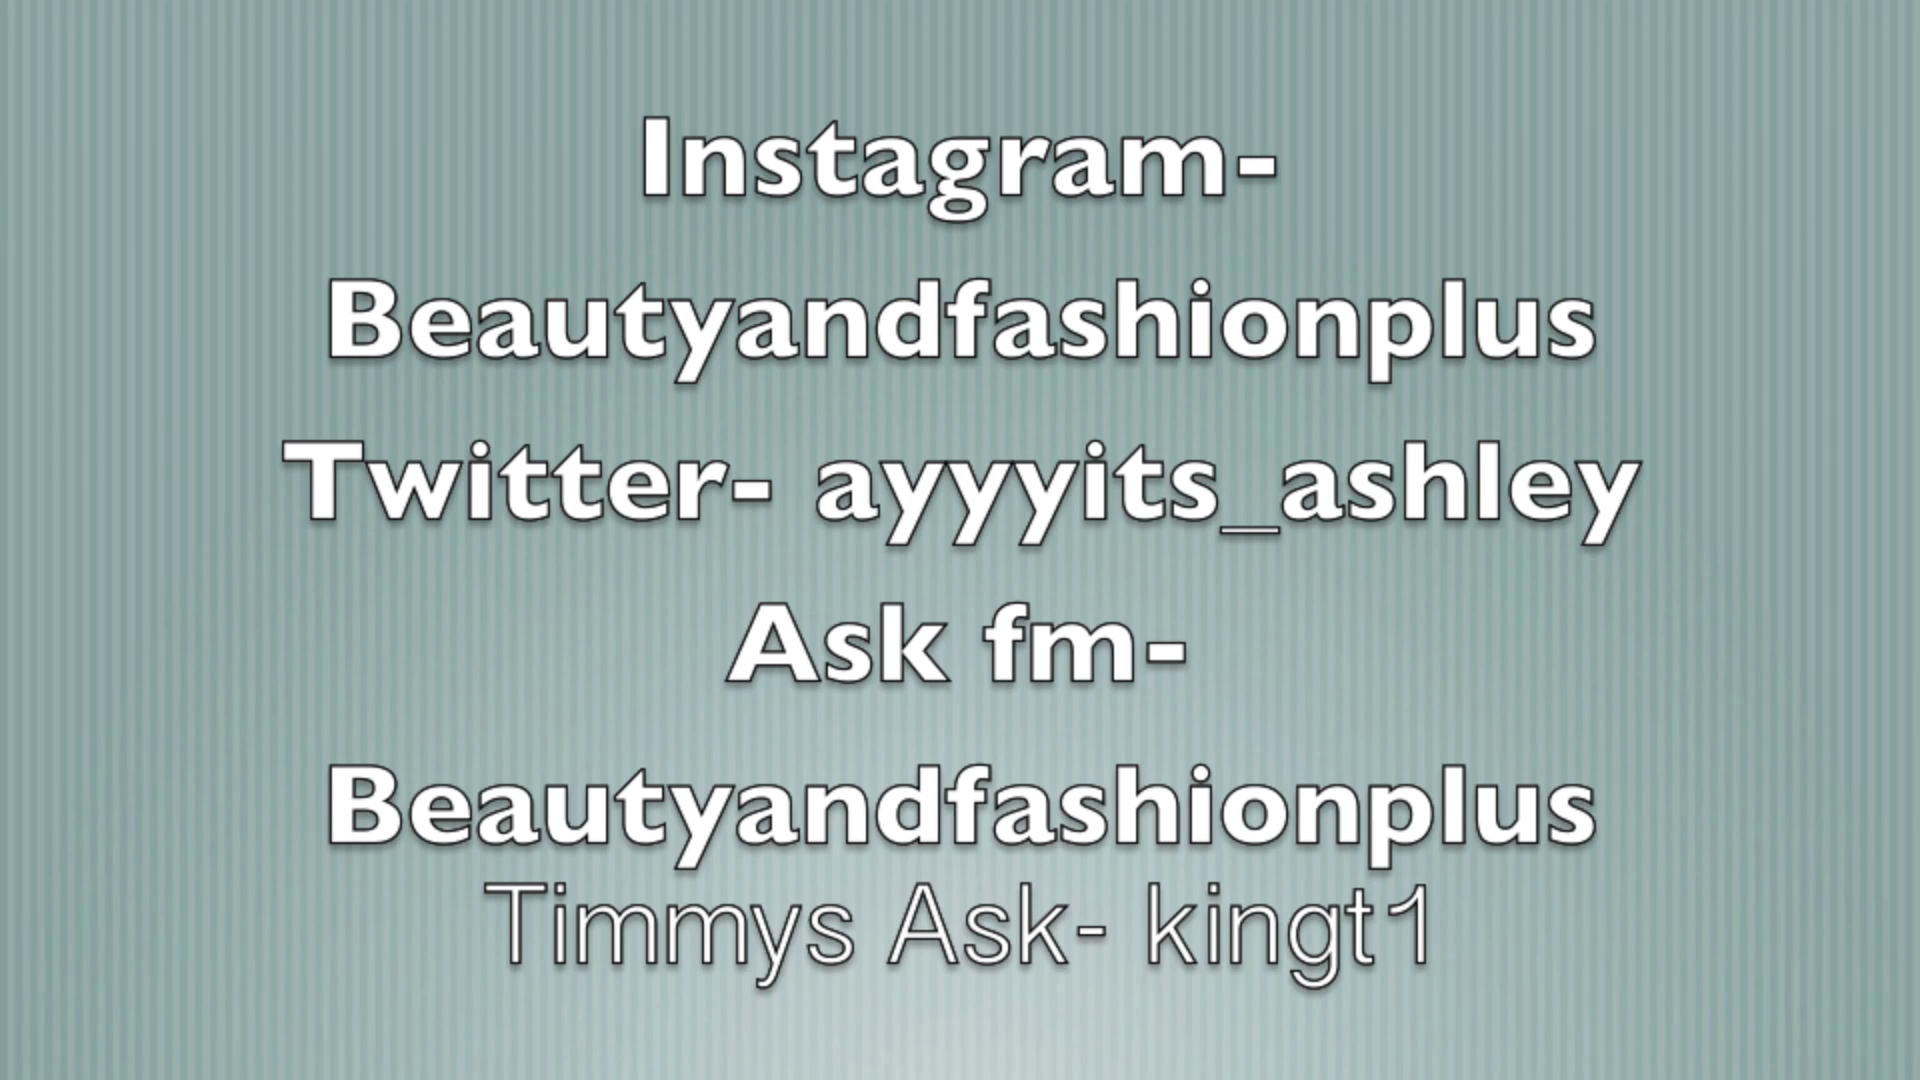 Instagram-
Beautyandfashionplus
Twitter- ayyyits_ashley
Ask fm-
Beautyandfashionplus
Timmys Ask- kingt1